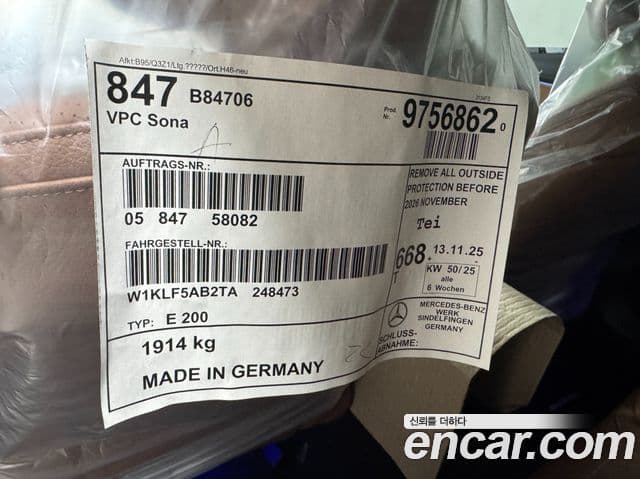 Afkt:B95/Q3Z1/Ltg.?????/Ort.H46-neu
847 B84706
VPC Sona
Prod. Nr. 9756862 0
AUFTRAGS-NR.:
05 847 58082
REMOVE ALL OUTSIDE
PROTECTION BEFORE
2026 NOVEMBER
Tei
FAHRGESTELL-NR.:
W1KLF5AB2TA 248473
T 668. 13.11.25
KW 50/25
alle
6 Wochen
TYP: E 200
1914 kg
MADE IN GERMANY
MERCEDES-BENZ
WERK
SINDELFINGEN
GERMANY
SCHLUSS-
ABNAHME:
신뢰를 더하다
encar.com